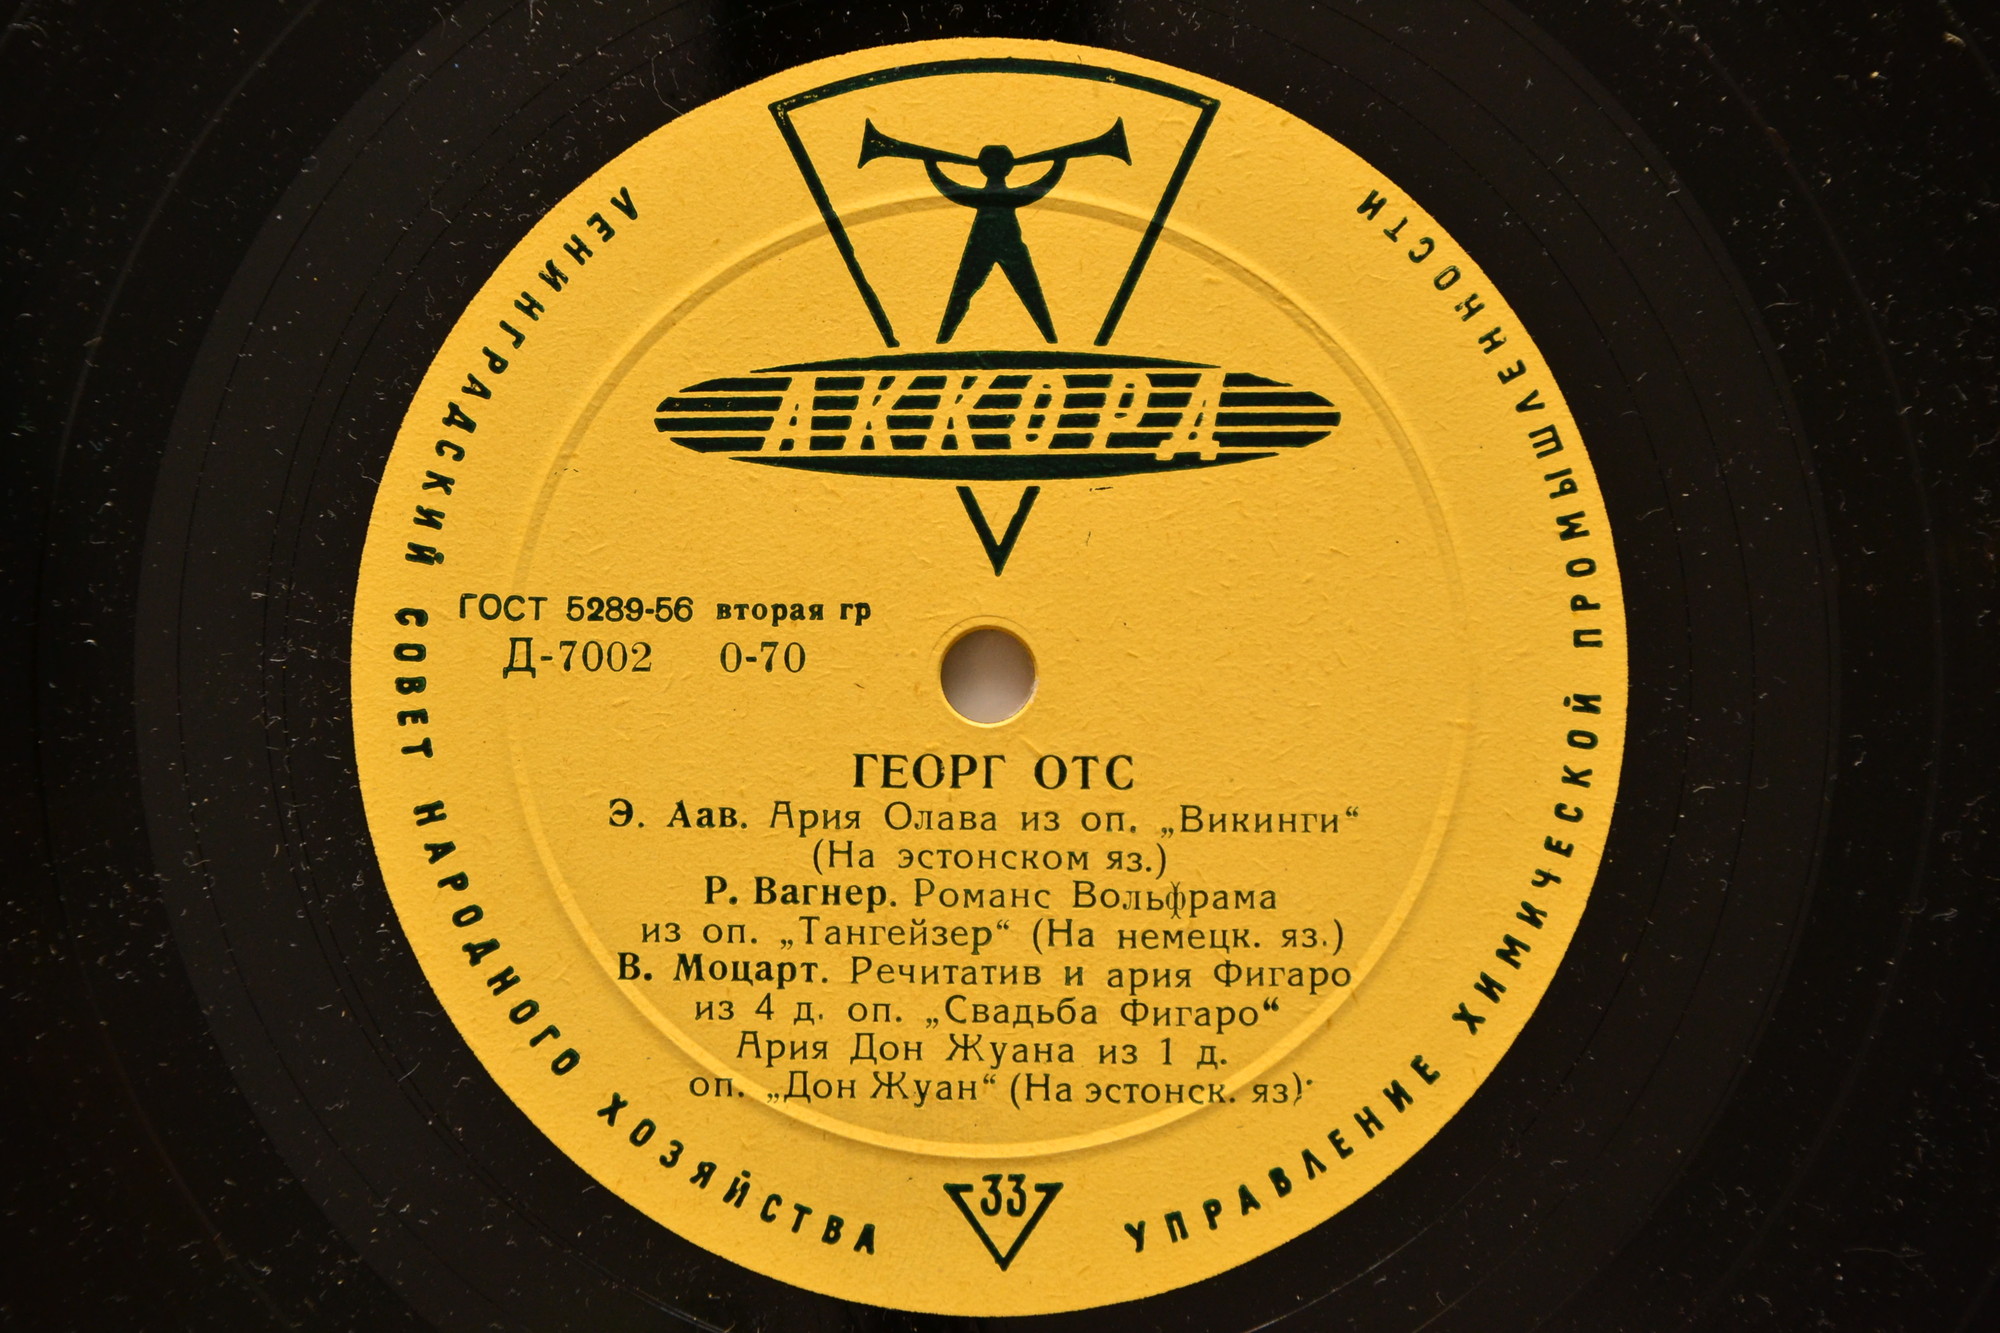 АККОРД
ЛЕНИНГРАДСКИЙ СОВЕТ НАРОДНОГО ХОЗЯЙСТВА
УПРАВЛЕНИЕ ХИМИЧЕСКОЙ ПРОМЫШЛЕННОСТИ
ГОСТ 5289-56 вторая гр
Д-7002 0-70
ГЕОРГ ОТС
Э. Аав. Ария Олава из оп. „Викинги“
(На эстонском яз.)
Р. Вагнер. Романс Вольфрама
из оп. „Тангейзер“ (На немецк. яз.)
В. Моцарт. Речитатив и ария Фигаро
из 4 д. оп. „Свадьба Фигаро“
Ария Дон Жуана из 1 д.
оп. „Дон Жуан“ (На эстонск. яз).
33